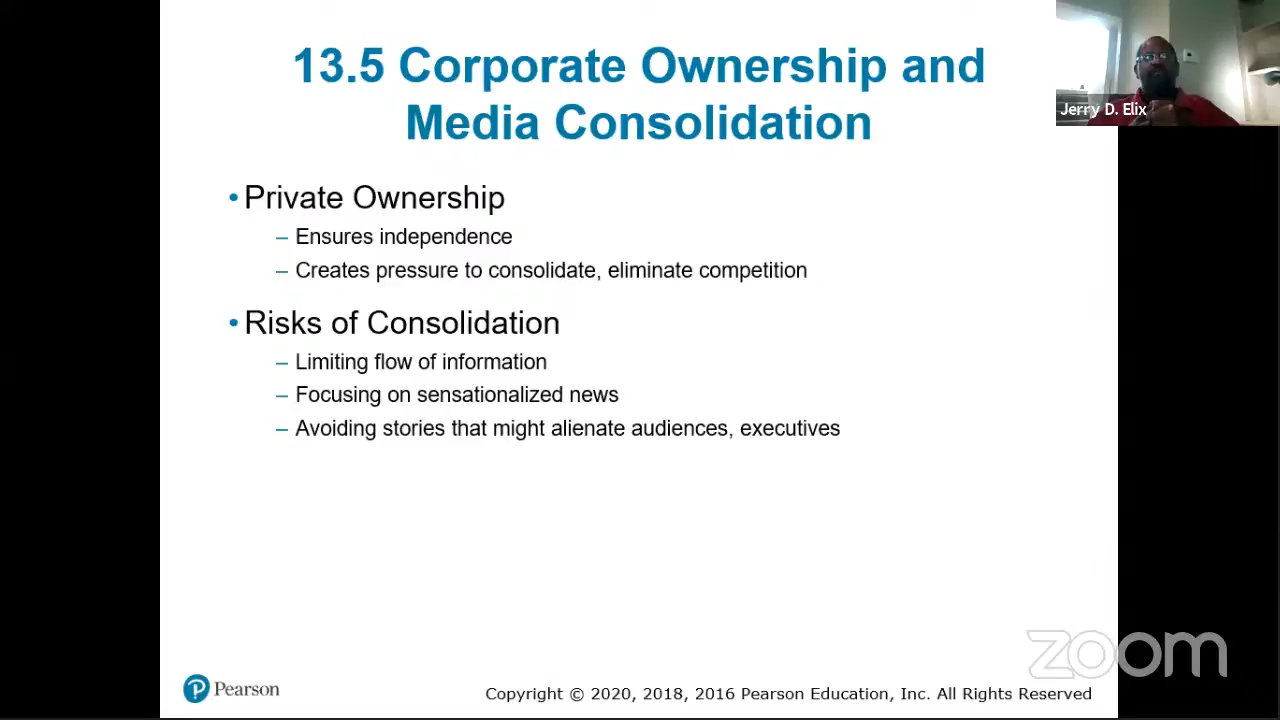 13.5 Corporate Ownership and
Media Consolidation
Jerry D. Elix
• Private Ownership
– Ensures independence
– Creates pressure to consolidate, eliminate competition
• Risks of Consolidation
– Limiting flow of information
– Focusing on sensationalized news
– Avoiding stories that might alienate audiences, executives
zoom
P Pearson
Copyright © 2020, 2018, 2016 Pearson Education, Inc. All Rights Reserved